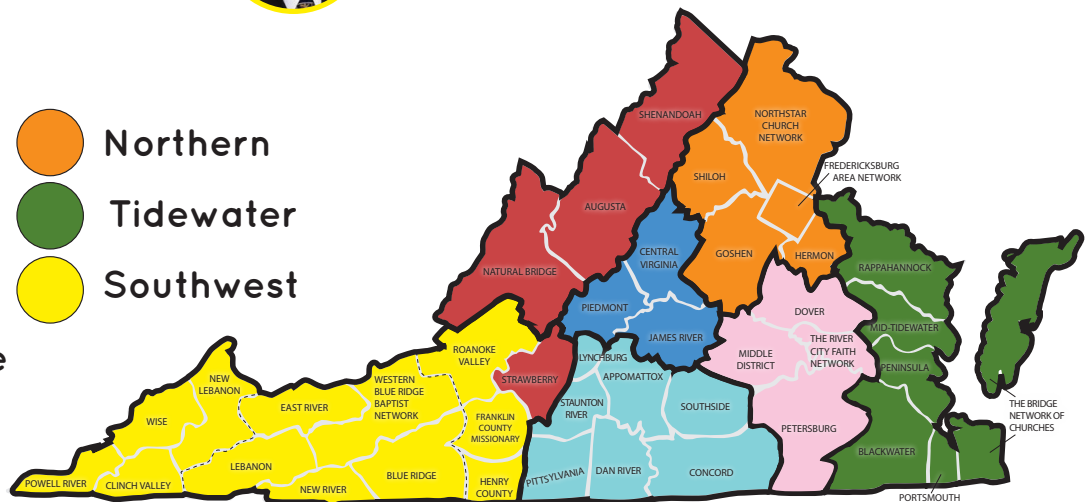 Northern
Tidewater
Southwest
e
SHENANDOAH
NORTHSTAR
CHURCH
NETWORK
FREDERICKSBURG
AREA NETWORK
SHILOH
AUGUSTA
CENTRAL
VIRGINIA
GOSHEN
HERMON
NATURAL BRIDGE
RAPPAHANNOCK
PIEDMONT
DOVER
JAMES RIVER
MID-TIDEWATER
THE RIVER
CITY FAITH
NETWORK
ROANOKE
VALLEY
LYNCHBURG
MIDDLE
DISTRICT
PENINSULA
STRAWBERRY
APPOMATTOX
NEW
LEBANON
WESTERN
BLUE RIDGE
BAPTIST
NETWORK
EAST RIVER
STAUNTON
RIVER
SOUTHSIDE
THE BRIDGE
NETWORK OF
CHURCHES
WISE
FRANKLIN
COUNTY
MISSIONARY
PETERSBURG
BLACKWATER
LEBANON
BLUE RIDGE
PITTSYLVANIA
DAN RIVER
CONCORD
POWELL RIVER
CLINCH VALLEY
NEW RIVER
HENRY
COUNTY
PORTSMOUTH